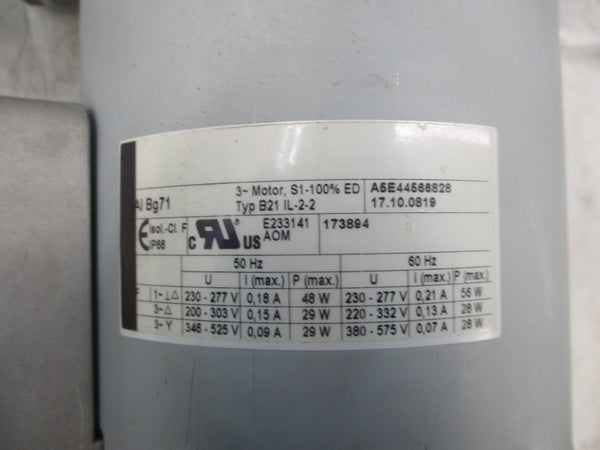 AI Bg71 3~ Motor, S1-100% ED A5E44566828
Typ B21 IL-2-2 17.10.0819
CE Isol.-Cl. F IP66 c RU US E233141 AOM 173894
50 Hz 60 Hz
U I (max.) P (max.) U I (max.) P (max.)
F 1~ ⊥△ 230 - 277 V 0,18 A 48 W 230 - 277 V 0,21 A 56 W
3~ △ 200 - 303 V 0,15 A 29 W 220 - 332 V 0,13 A 28 W
3~ Y 346 - 525 V 0,09 A 29 W 380 - 575 V 0,07 A 28 W